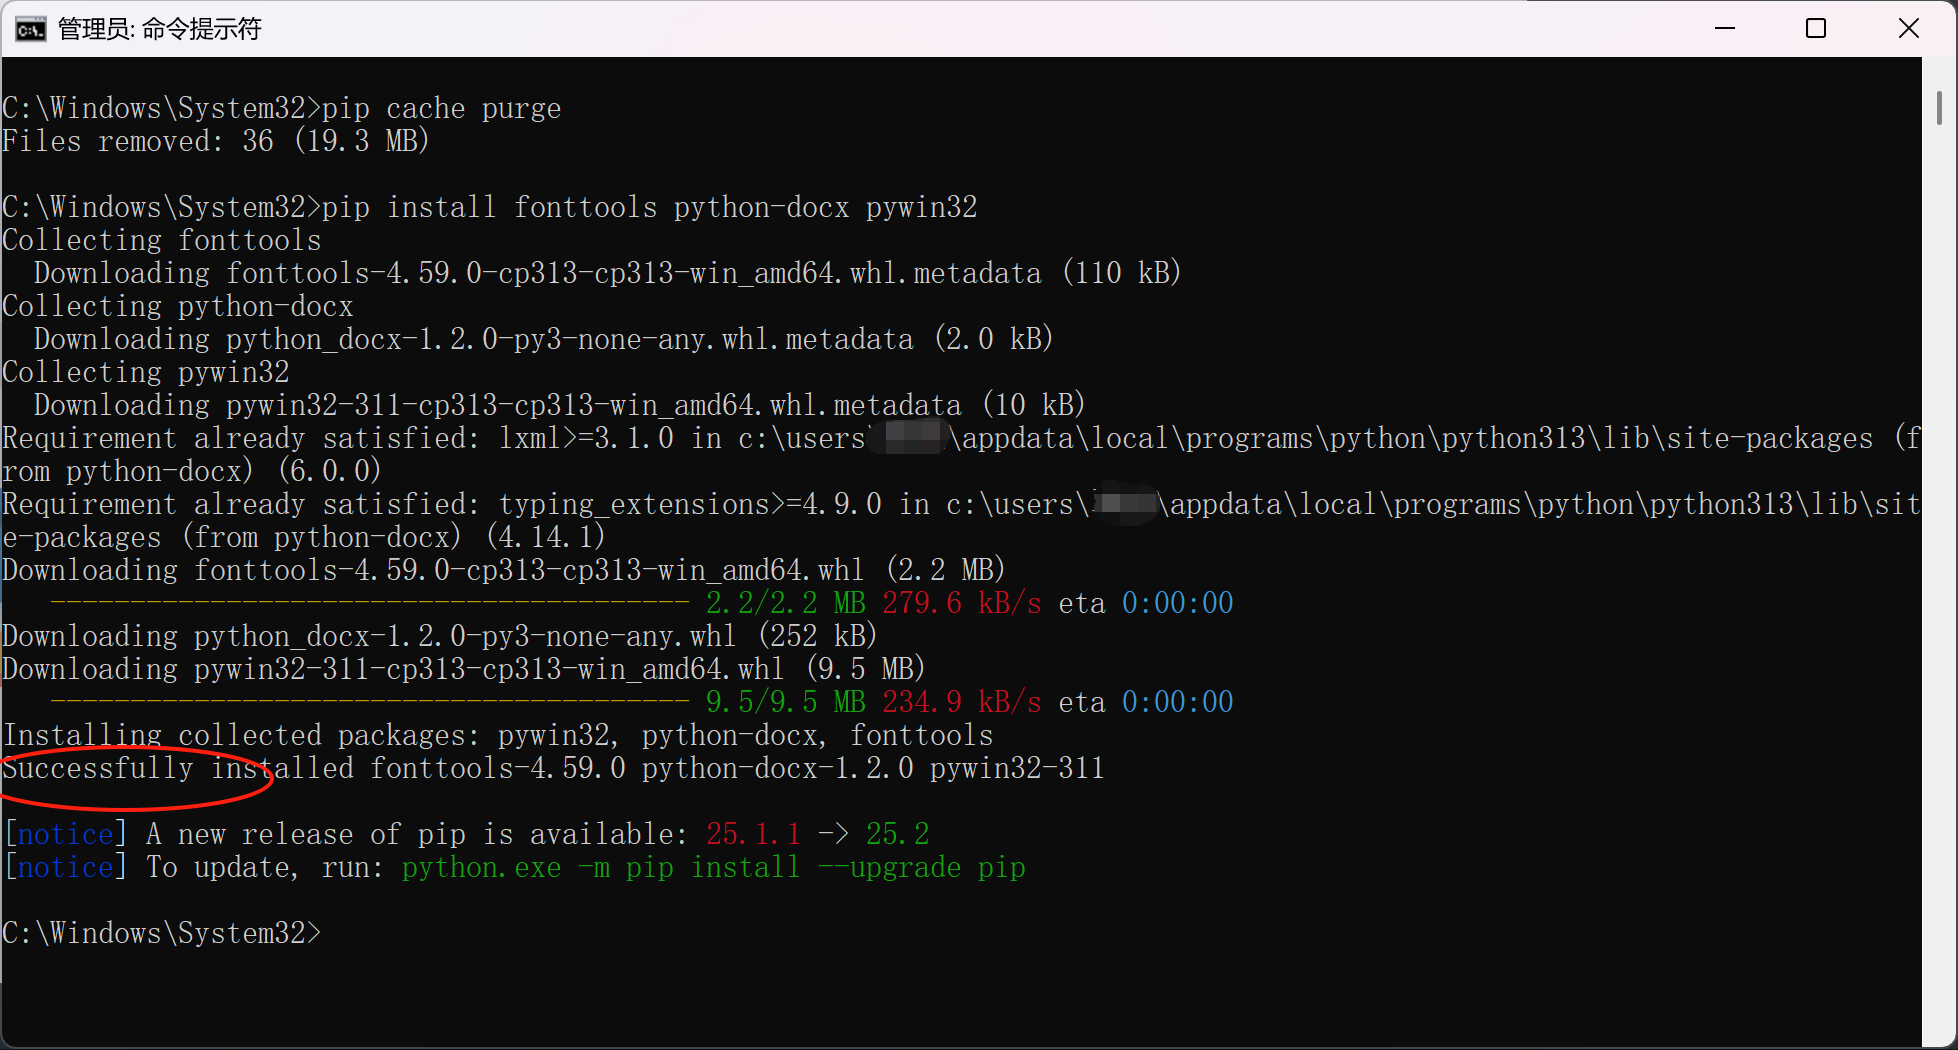 管理员: 命令提示符
C:\Windows\System32>pip cache purge
Files removed: 36 (19.3 MB)
C:\Windows\System32>pip install fonttools python-docx pywin32
Collecting fonttools
  Downloading fonttools-4.59.0-cp313-cp313-win_amd64.whl.metadata (110 kB)
Collecting python-docx
  Downloading python_docx-1.2.0-py3-none-any.whl.metadata (2.0 kB)
Collecting pywin32
  Downloading pywin32-311-cp313-cp313-win_amd64.whl.metadata (10 kB)
Requirement already satisfied: lxml>=3.1.0 in c:\users\ \appdata\local\programs\python\python313\lib\site-packages (f
rom python-docx) (6.0.0)
Requirement already satisfied: typing_extensions>=4.9.0 in c:\users\ \appdata\local\programs\python\python313\lib\sit
e-packages (from python-docx) (4.14.1)
Downloading fonttools-4.59.0-cp313-cp313-win_amd64.whl (2.2 MB)
   ---------------------------------------- 2.2/2.2 MB 279.6 kB/s eta 0:00:00
Downloading python_docx-1.2.0-py3-none-any.whl (252 kB)
Downloading pywin32-311-cp313-cp313-win_amd64.whl (9.5 MB)
   ---------------------------------------- 9.5/9.5 MB 234.9 kB/s eta 0:00:00
Installing collected packages: pywin32, python-docx, fonttools
Successfully installed fonttools-4.59.0 python-docx-1.2.0 pywin32-311
[notice] A new release of pip is available: 25.1.1 -> 25.2
[notice] To update, run: python.exe -m pip install --upgrade pip
C:\Windows\System32>